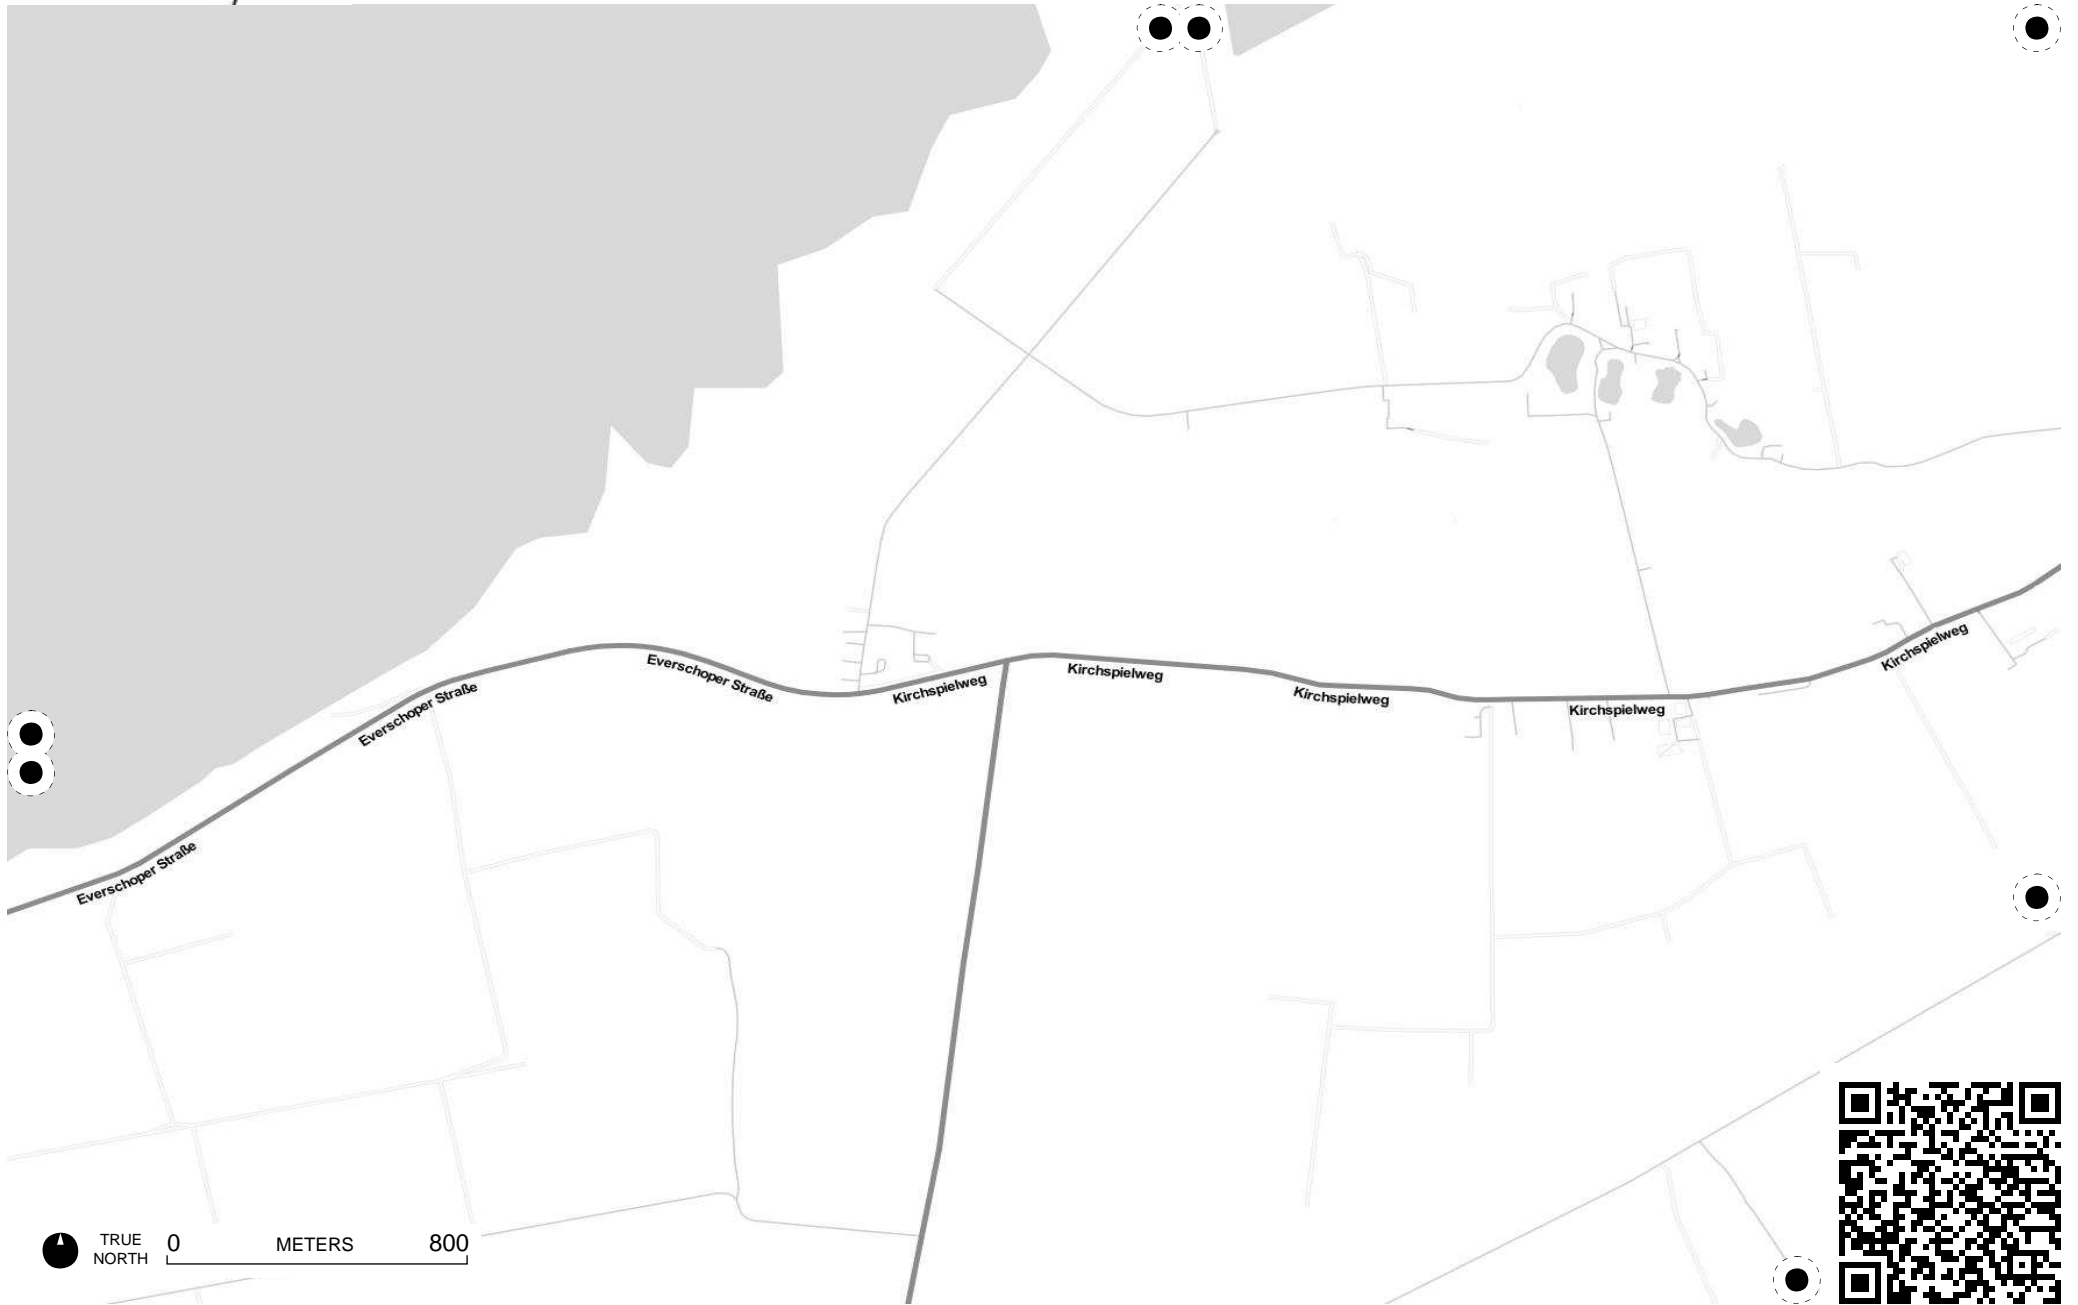 Kirchspielweg
Everschoper Straße
Kirchspielweg
Kirchspielweg
Everschoper Straße
Kirchspielweg
Kirchspielweg
Everschoper Straße
TRUE
NORTH
0 METERS 800